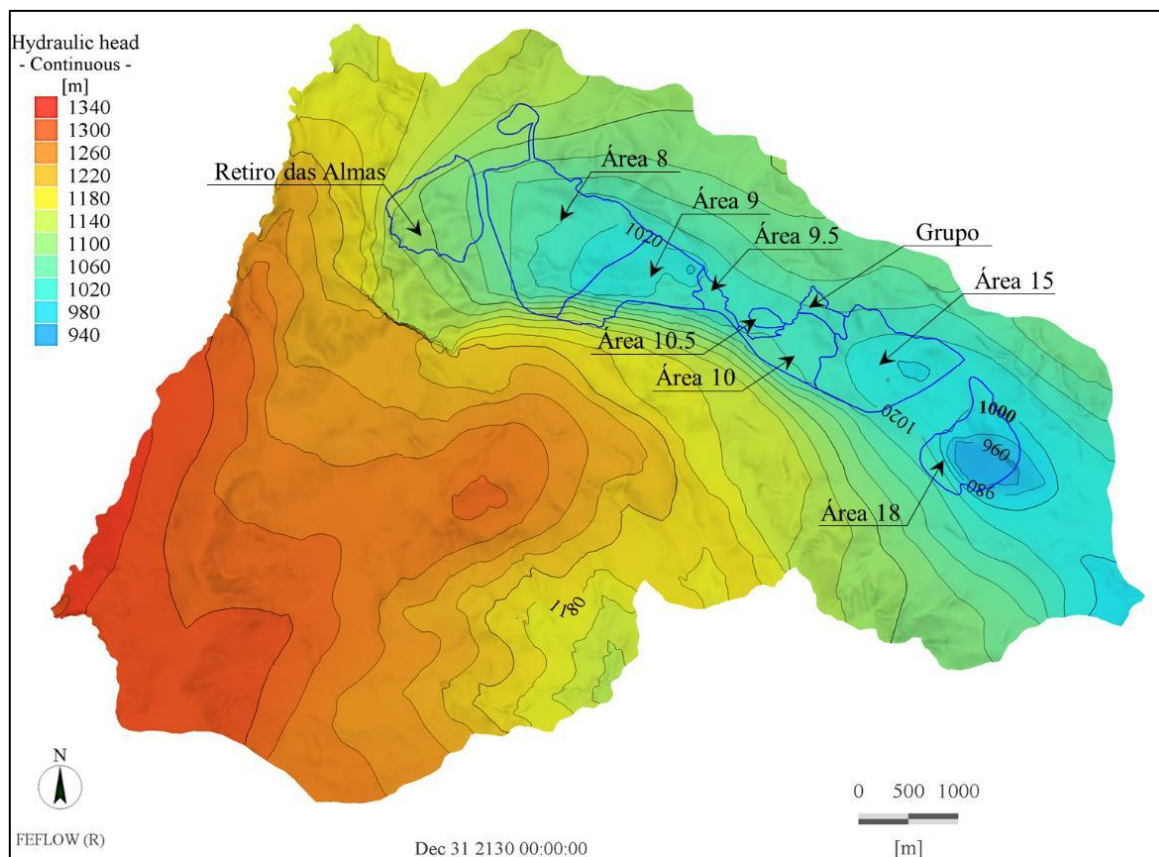 Hydraulic head
- Continuous -
[m]
1340
1300
1260
1220
1180
1140
1100
1060
1020
980
940
Retiro das Almas
Área 8
Área 9
1020
Área 9.5
Grupo
Área 15
Área 10.5
Área 10
1020
1000
960
980
Área 18
1180
N
0 500 1000
[m]
FEFLOW (R)
Dec 31 2130 00:00:00